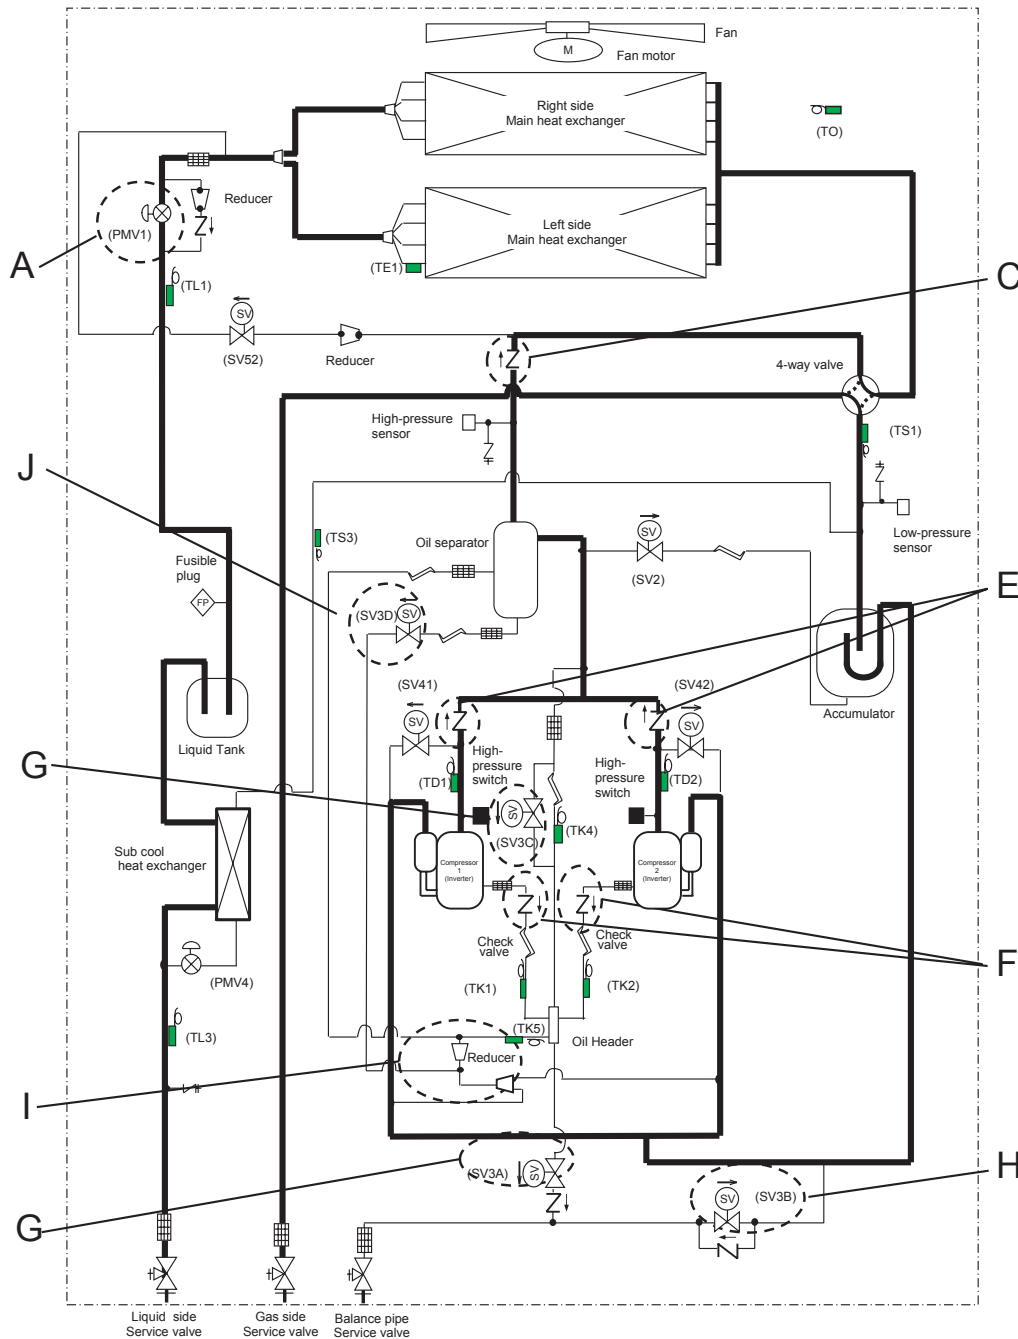 Fan
M
Fan motor
Right side
Main heat exchanger
(TO)
Reducer
(PMV1)
A
Left side
Main heat exchanger
(TE1)
C
(TL1)
SV
(SV52)
Reducer
4-way valve
High-pressure
sensor
(TS1)
J
Low-pressure
sensor
(TS3)
Oil separator
SV
(SV2)
Fusible
plug
FP
(SV3D)
SV
E
(SV41)
(SV42)
SV
SV
Accumulator
Liquid Tank
G
High-
pressure
switch
High-
pressure
switch
(TD1)
(TD2)
SV
(SV3C)
(TK4)
Sub cool
heat exchanger
Compressor
1
(Inverter)
Compressor
2
(Inverter)
Check
valve
Check
valve
F
(PMV4)
(TK1)
(TK2)
(TL3)
(TK5)
Oil Header
Reducer
I
(SV3A)
SV
H
SV
(SV3B)
G
Liquid side
Service valve
Gas side
Service valve
Balance pipe
Service valve